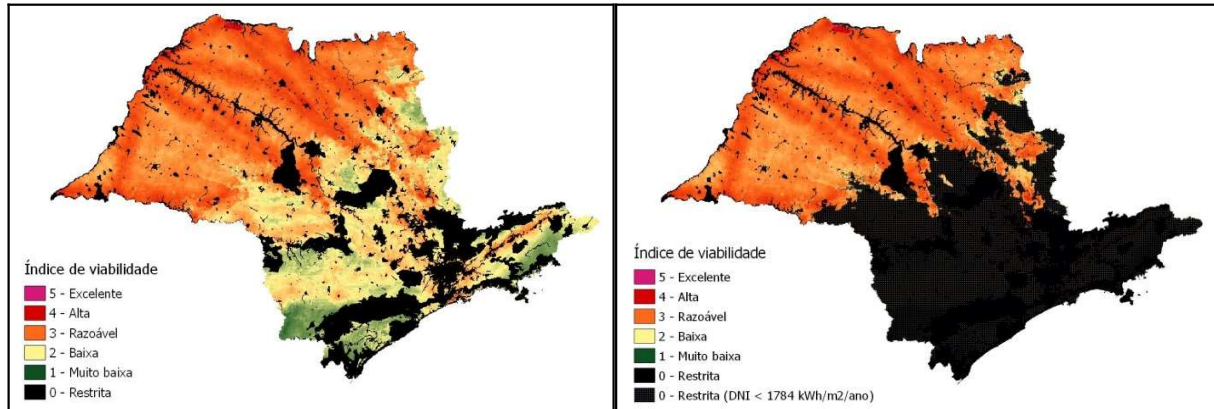 Índice de viabilidade
5 - Excelente
4 - Alta
3 - Razoável
2 - Baixa
1 - Muito baixa
0 - Restrita
Índice de viabilidade
5 - Excelente
4 - Alta
3 - Razoável
2 - Baixa
1 - Muito baixa
0 - Restrita
0 - Restrita (DNI < 1784 kWh/m2/ano)